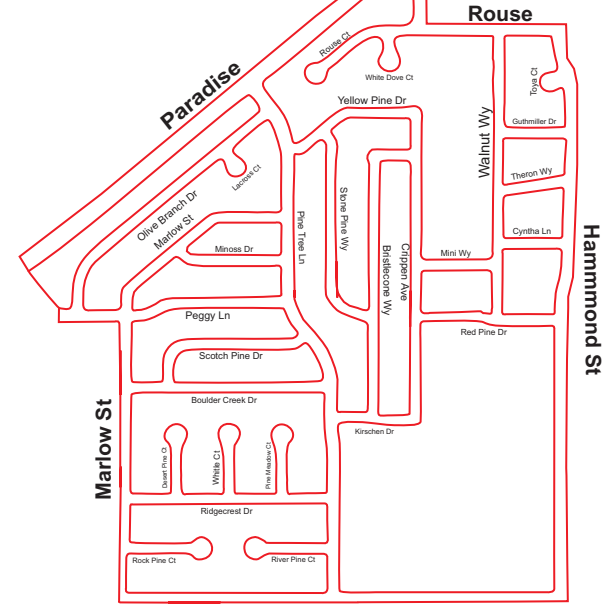 Rouse
Rouse Ct
White Dove Ct
Paradise
Toya Ct
Yellow Pine Dr
Walnut Wy
Guthmiller Dr
Lacross Ct
Theron Wy
Olive Branch Dr
Marlow St
Stone Pine Wy
Pine Tree Ln
Cyntha Ln
Minoss Dr
Bristlecone Wy
Crippen Ave
Mini Wy
Hammmond St
Peggy Ln
Red Pine Dr
Scotch Pine Dr
Boulder Creek Dr
Marlow St
Kirschen Dr
Desert Pine Ct
Whitle Ct
Pine Meadow Ct
Ridgecrest Dr
Rock Pine Ct
River Pine Ct